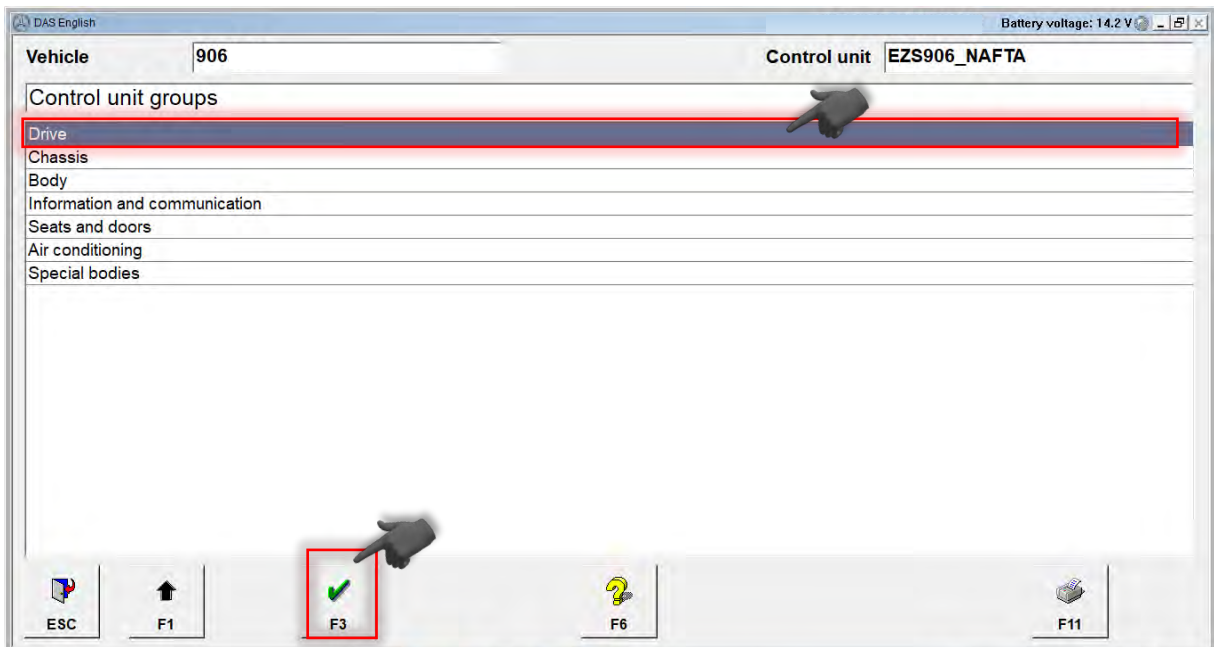 DAS English Battery voltage: 14.2 V
Vehicle 906 Control unit EZS906_NAFTA
Control unit groups
Drive
Chassis
Body
Information and communication
Seats and doors
Air conditioning
Special bodies
ESC F1 F3 F6 F11